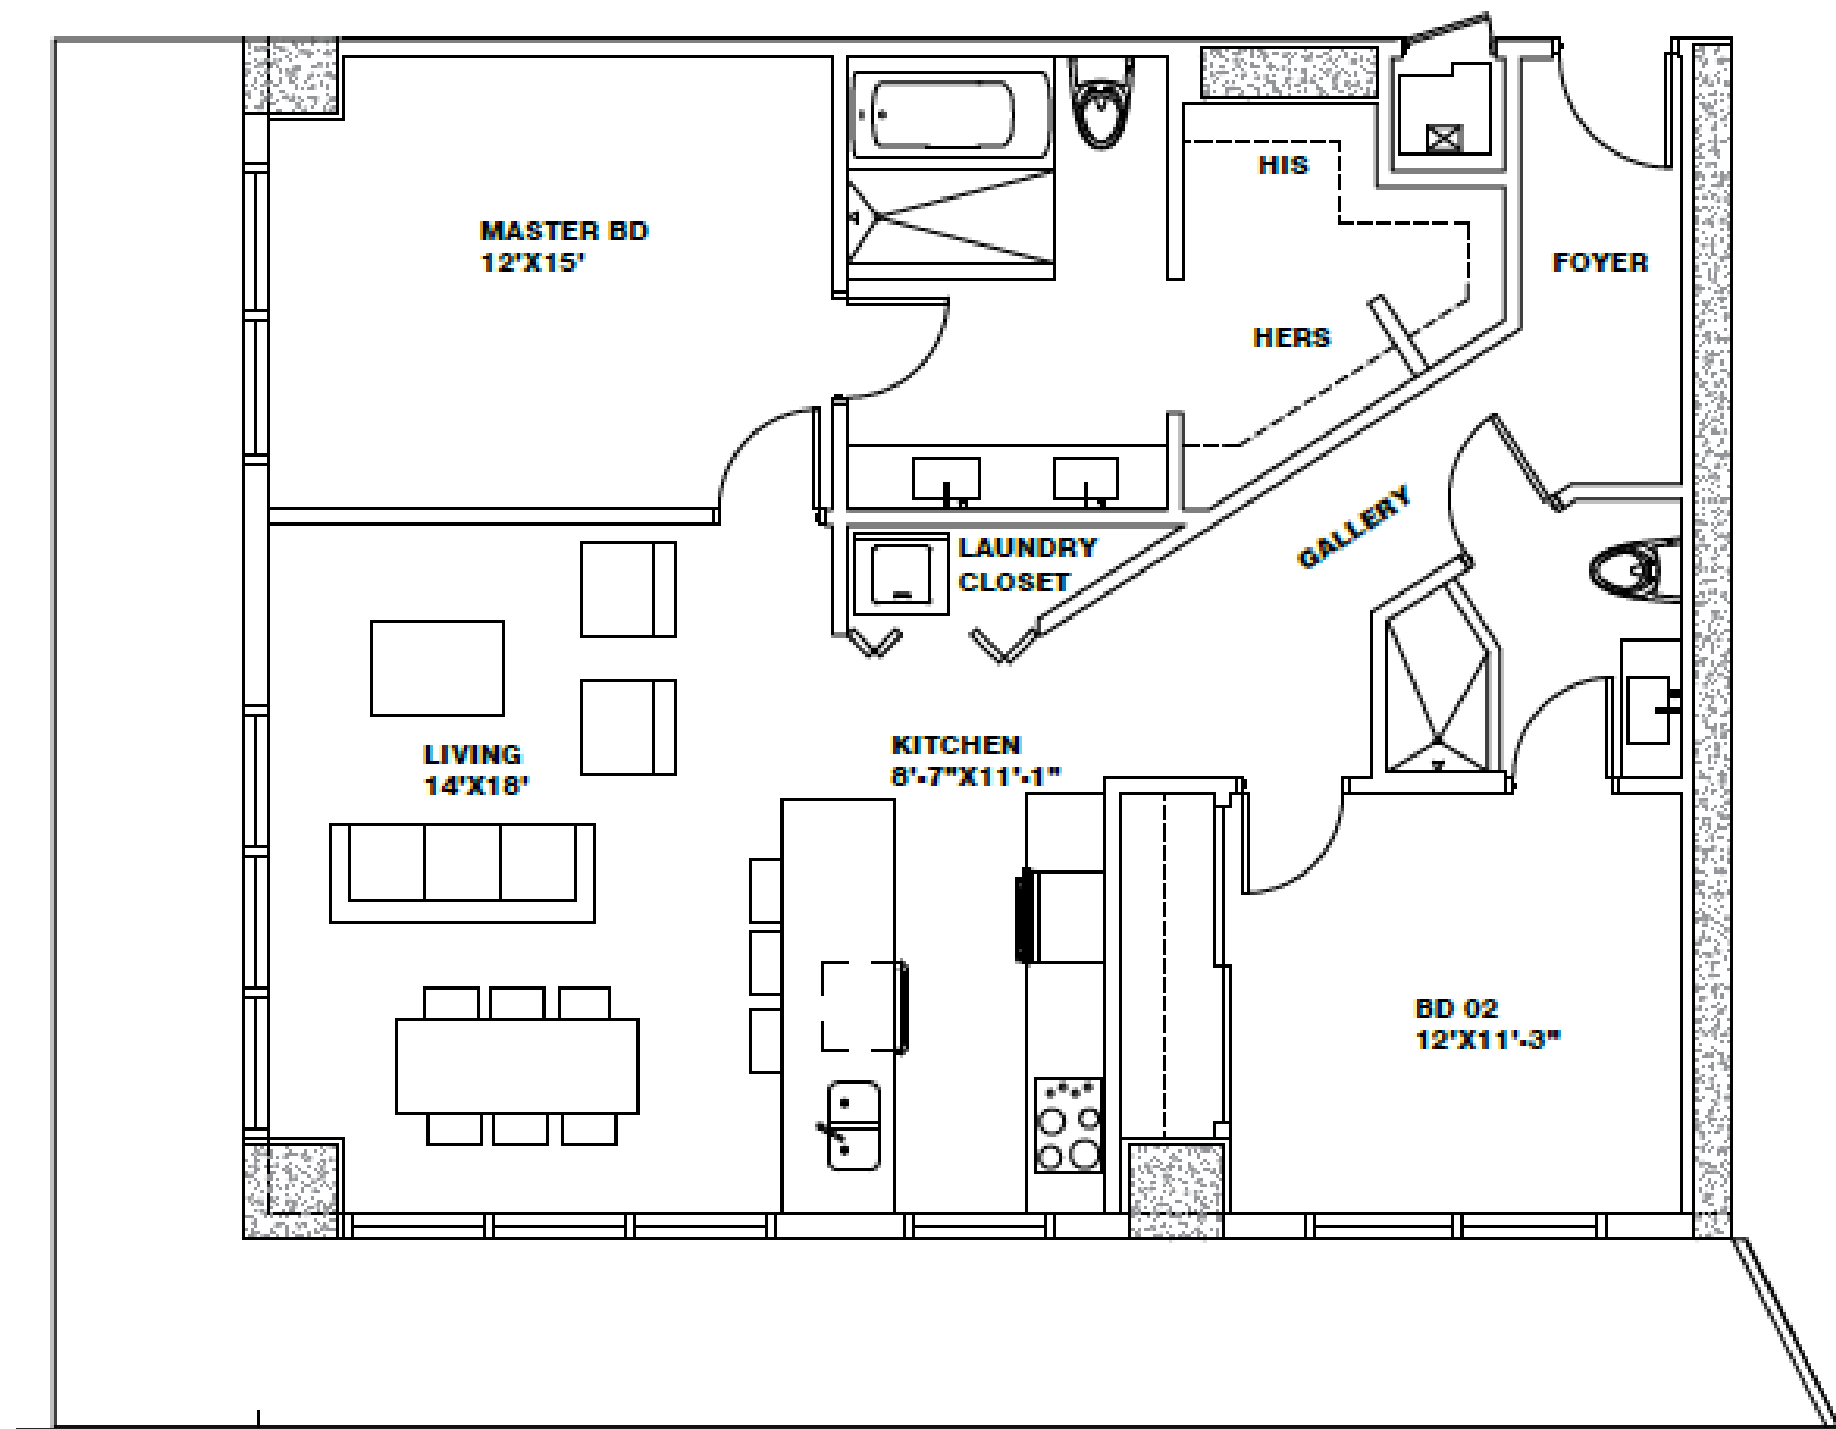 MASTER BD
12'X15'
HIS
HERS
FOYER
GALLERY
LAUNDRY
CLOSET
LIVING
14'X18'
KITCHEN
8'-7"X11'-1"
BD 02
12'X11'-3"